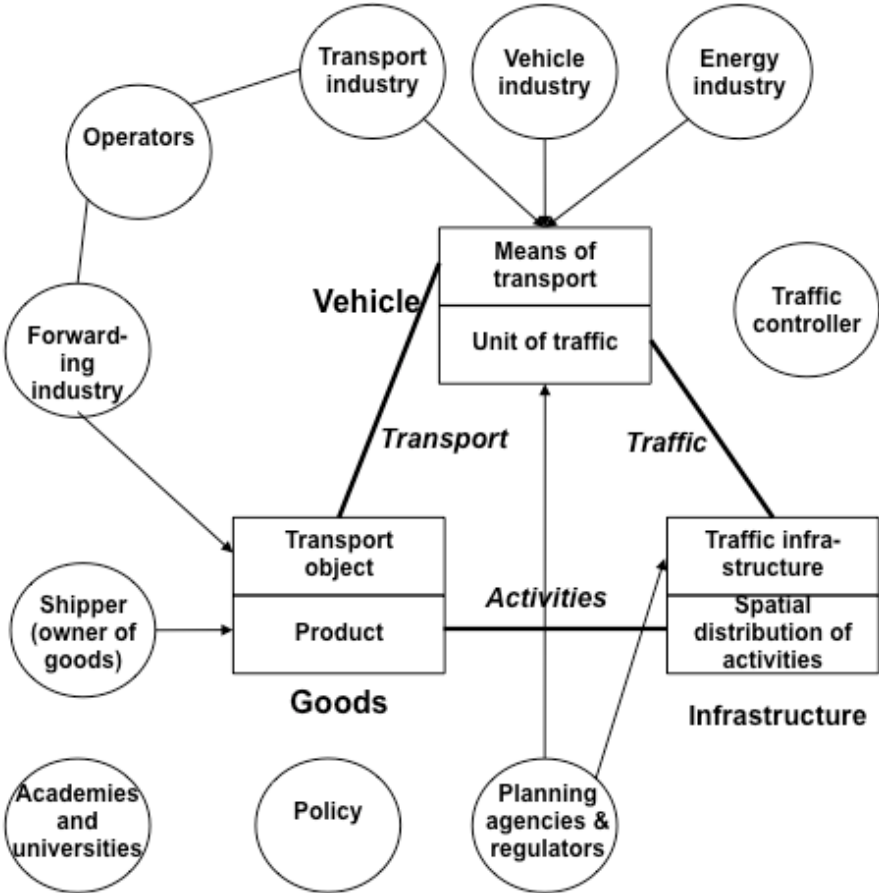 Transport
industry
Vehicle
industry
Energy
industry
Operators
Means of
transport
Vehicle
Unit of traffic
Traffic
controller
Forward-
ing
industry
Transport
Traffic
Transport
object
Traffic infra-
structure
Activities
Shipper
(owner of
goods)
Product
Spatial
distribution of
activities
Goods
Infrastructure
Academies
and
universities
Policy
Planning
agencies &
regulators